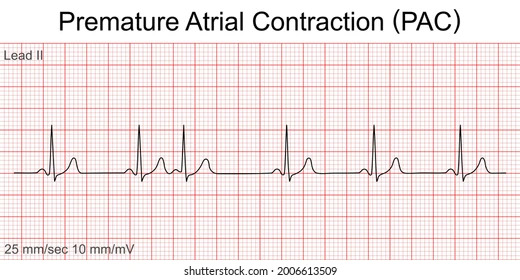 Premature Atrial Contraction (PAC)
Lead II
25 mm/sec 10 mm/mV
shutterstock.com · 2006613509